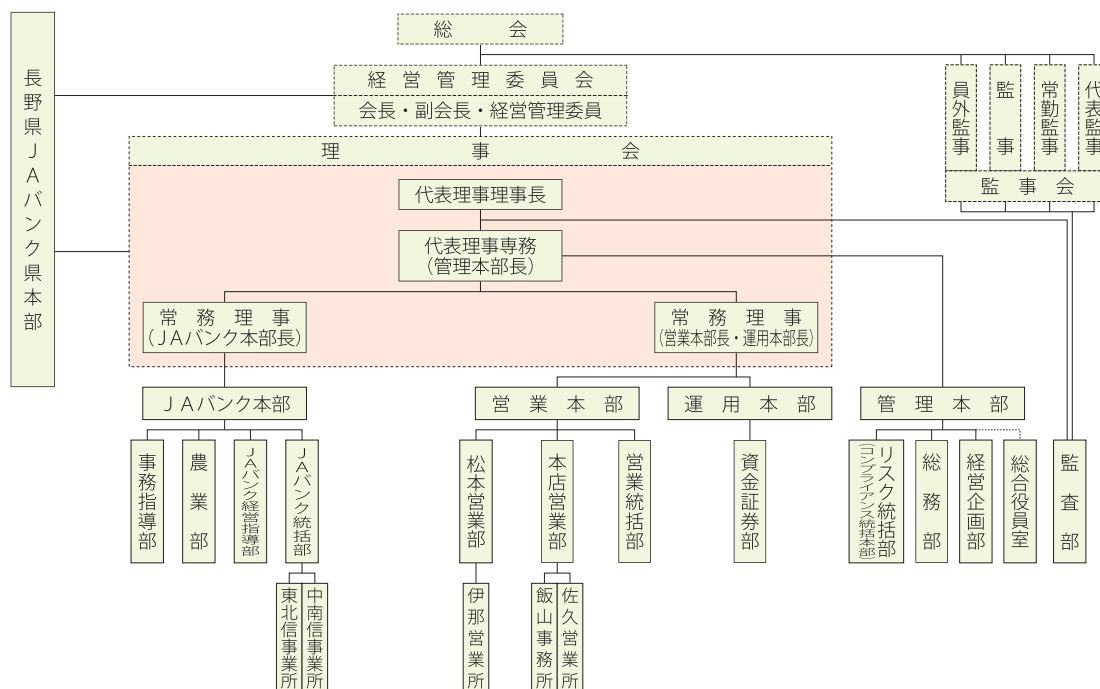 長野県ＪＡバンク県本部
総会
経営管理委員会
会長・副会長・経営管理委員
員外監事
監事
常勤監事
代表監事
監事会
理事会
代表理事理事長
代表理事専務
（管理本部長）
常務理事
（ＪＡバンク本部長）
常務理事
（営業本部長・運用本部長）
ＪＡバンク本部
営業本部
運用本部
管理本部
事務指導部
農業部
ＪＡバンク経営指導部
ＪＡバンク統括部
松本営業部
本店営業部
営業統括部
資金証券部
リスク統括部
（コンプライアンス統括本部）
総務部
経営企画部
総合役員室
監査部
東北信事業所
中南信事業所
伊那営業所
飯山事務所
佐久営業所